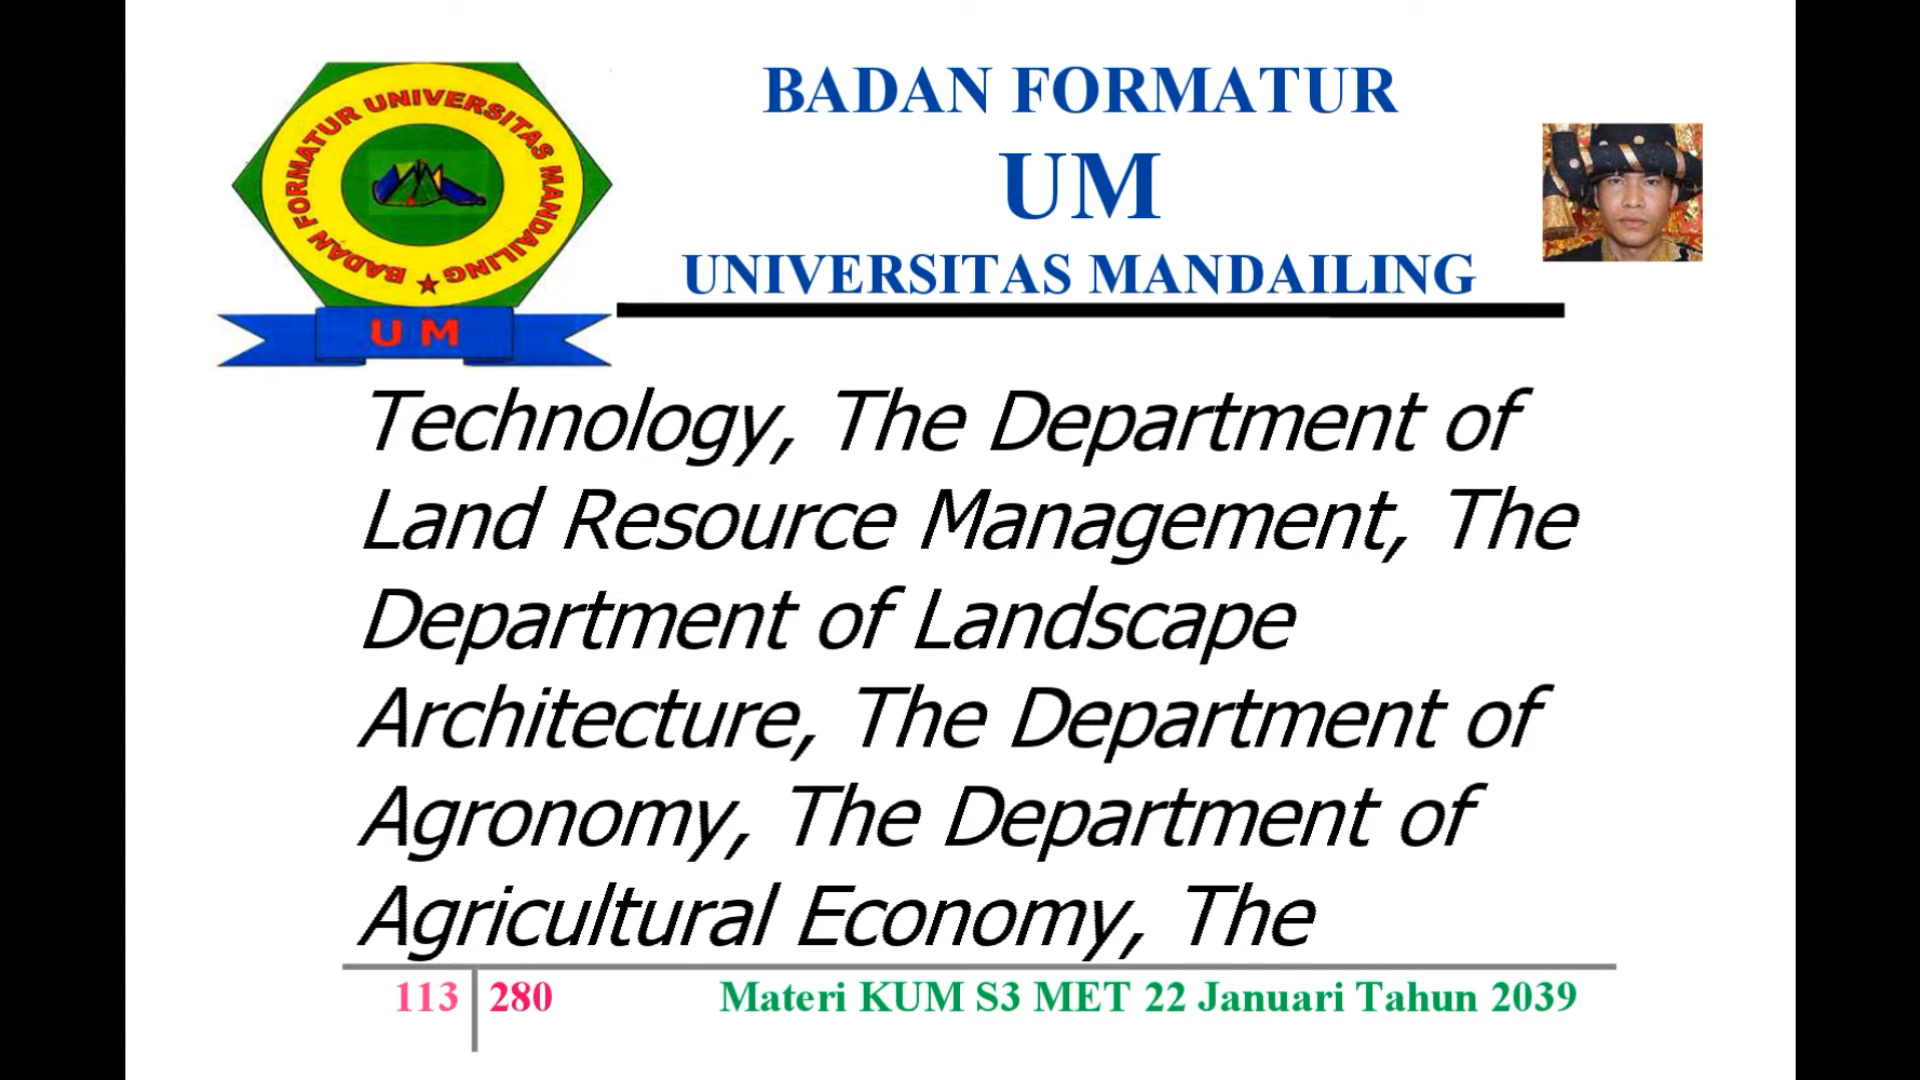 BADAN FORMATUR UNIVERSITAS MANDAILING
U M
BADAN FORMATUR
UM
UNIVERSITAS MANDAILING
Technology, The Department of
Land Resource Management, The
Department of Landscape
Architecture, The Department of
Agronomy, The Department of
Agricultural Economy, The
113 280 Materi KUM S3 MET 22 Januari Tahun 2039